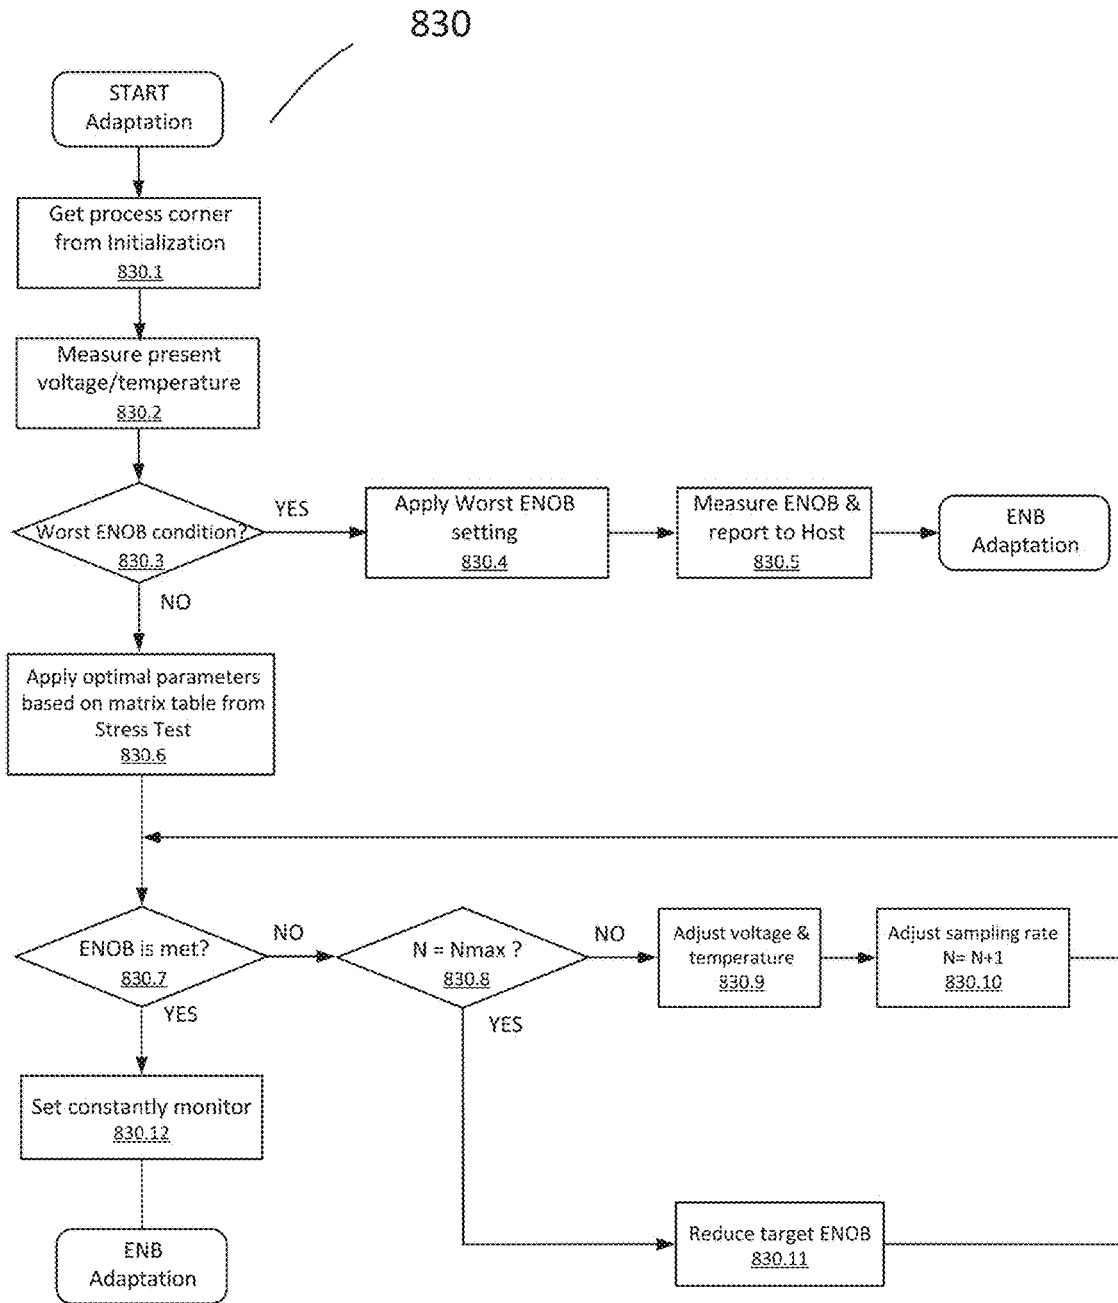 830
START
Adaptation
Get process corner
from Initialization
830.1
Measure present
voltage/temperature
830.2
Worst ENOB condition?
830.3
YES
NO
Apply Worst ENOB
setting
830.4
Measure ENOB &
report to Host
830.5
ENB
Adaptation
Apply optimal parameters
based on matrix table from
Stress Test
830.6
ENOB is met?
830.7
NO
YES
N = Nmax ?
830.8
NO
YES
Adjust voltage &
temperature
830.9
Adjust sampling rate
N= N+1
830.10
Set constantly monitor
830.12
Reduce target ENOB
830.11
ENB
Adaptation